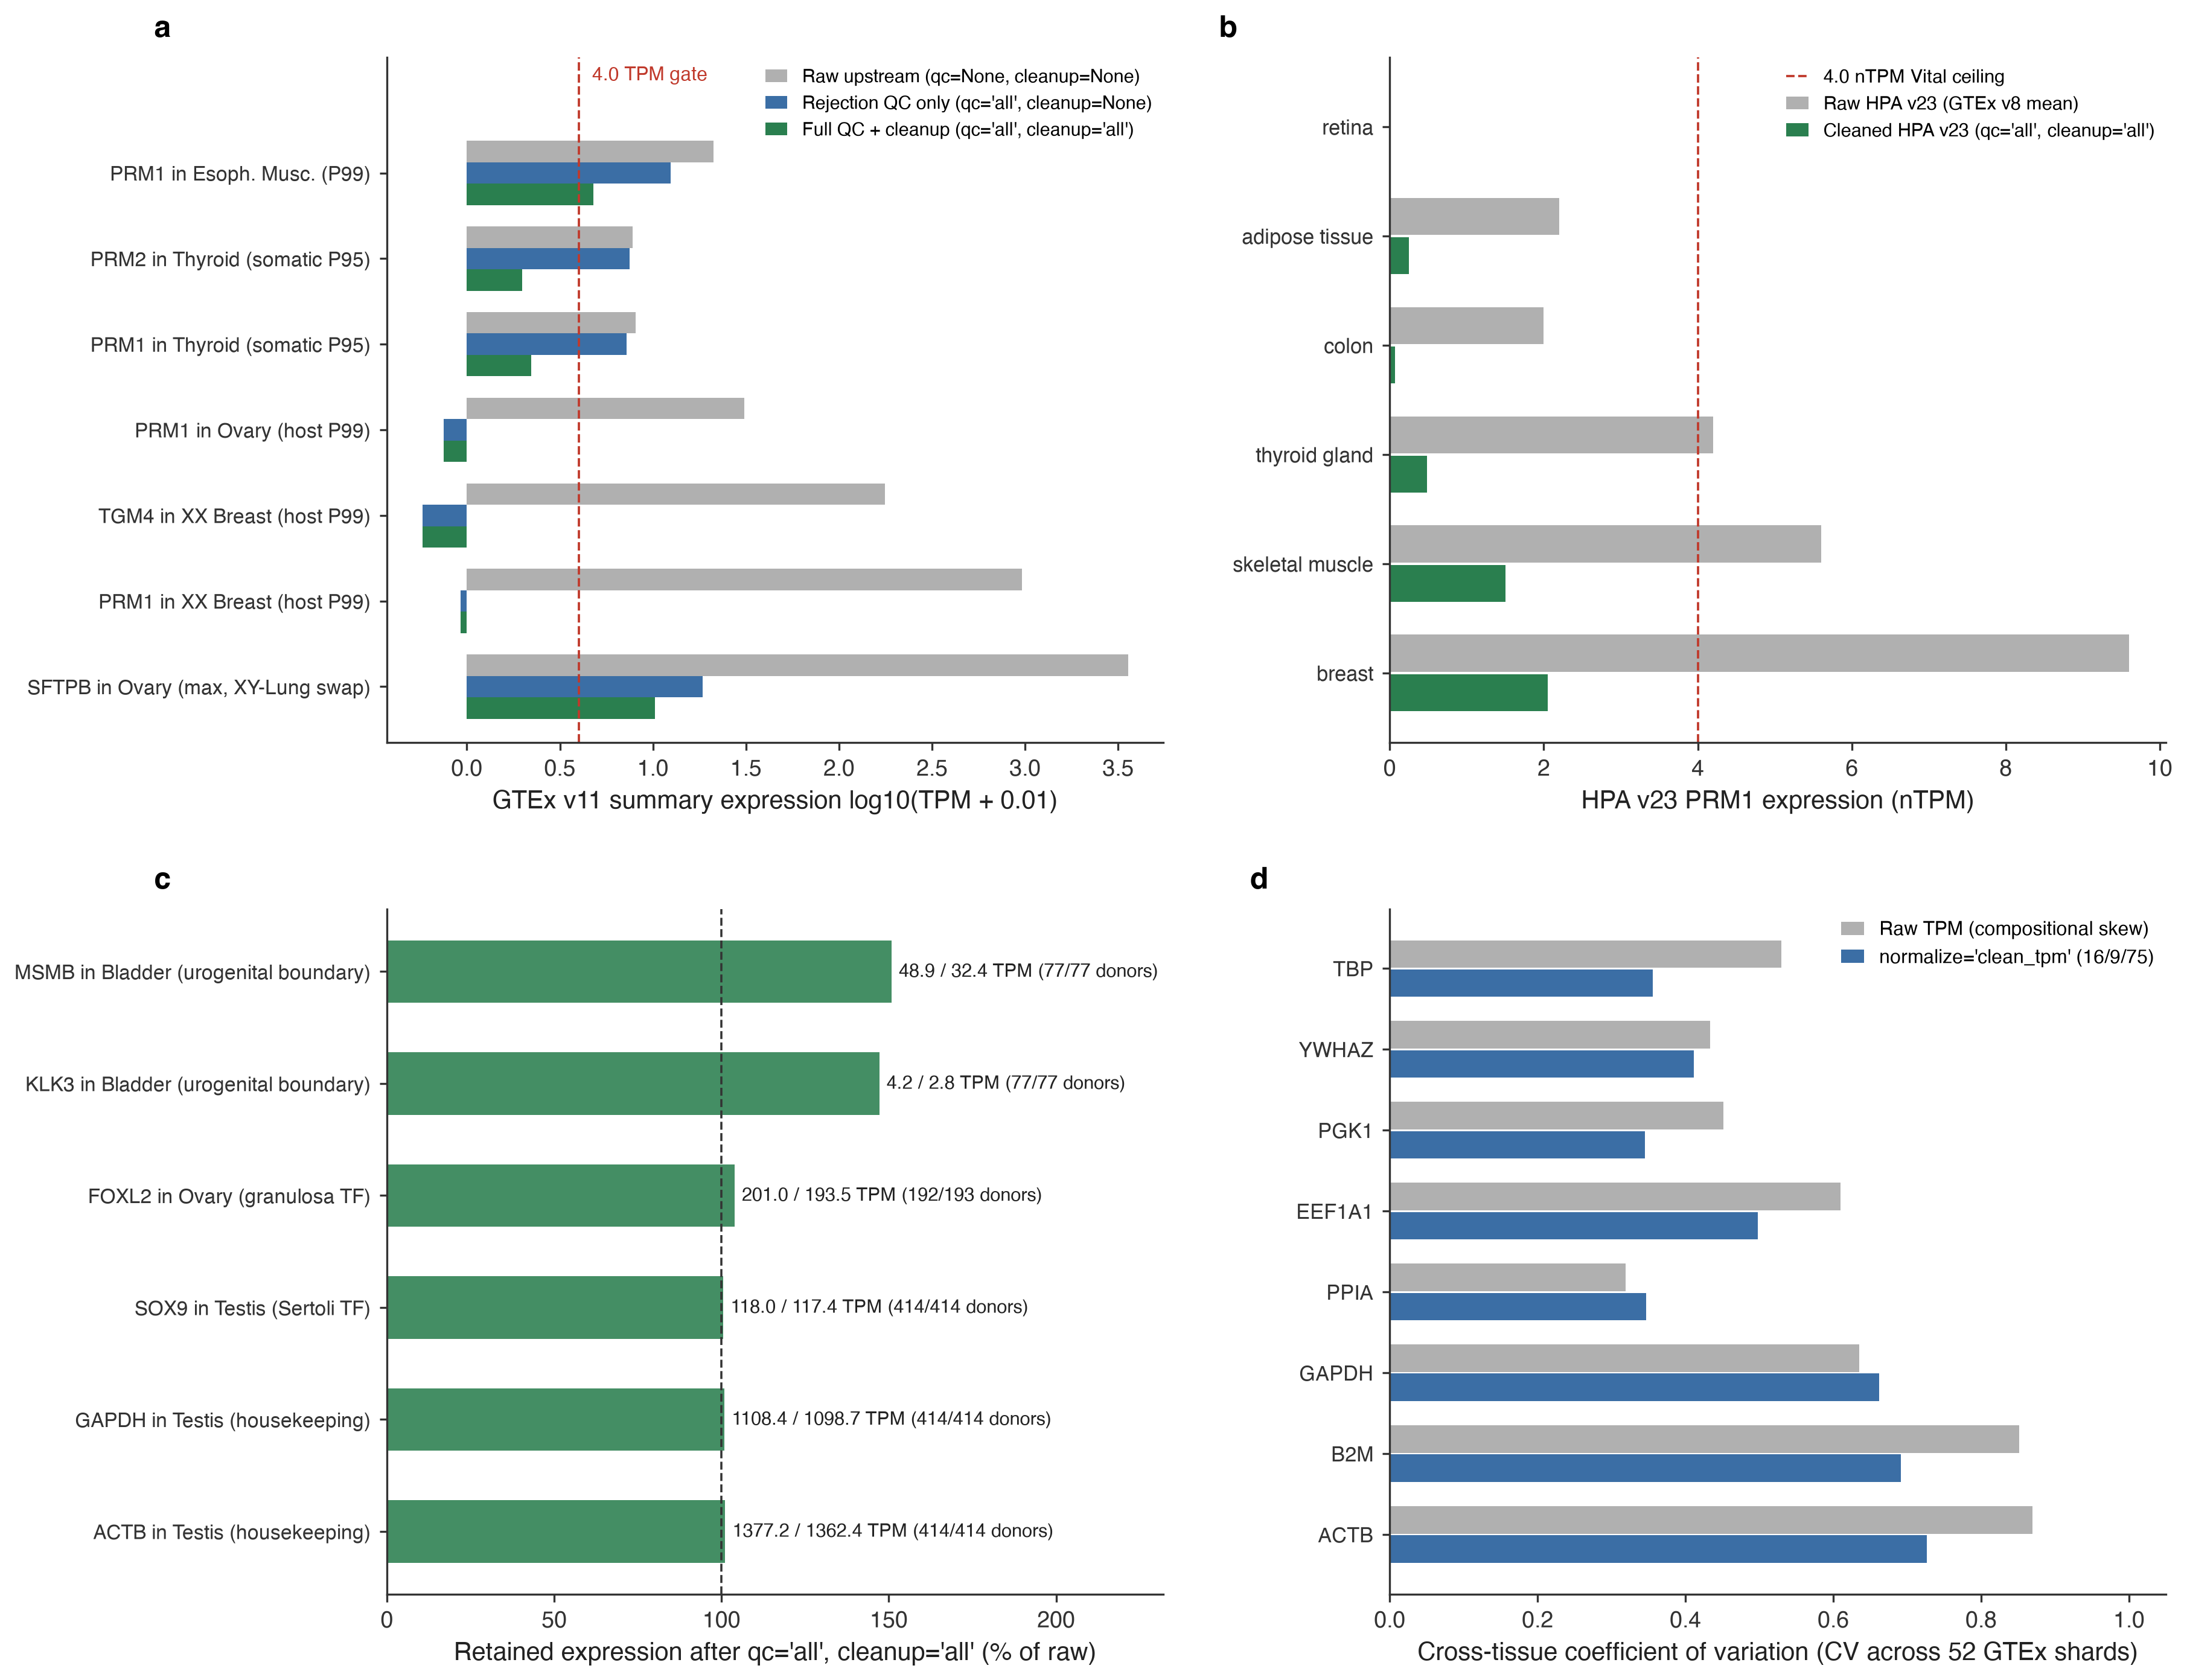 a
4.0 TPM gate
Raw upstream (qc=None, cleanup=None)
Rejection QC only (qc='all', cleanup=None)
Full QC + cleanup (qc='all', cleanup='all')
PRM1 in Esoph. Musc. (P99)
PRM2 in Thyroid (somatic P95)
PRM1 in Thyroid (somatic P95)
PRM1 in Ovary (host P99)
TGM4 in XX Breast (host P99)
PRM1 in XX Breast (host P99)
SFTPB in Ovary (max, XY-Lung swap)
0.0 0.5 1.0 1.5 2.0 2.5 3.0 3.5
GTEx v11 summary expression log10(TPM + 0.01)
b
4.0 nTPM Vital ceiling
Raw HPA v23 (GTEx v8 mean)
Cleaned HPA v23 (qc='all', cleanup='all')
retina
adipose tissue
colon
thyroid gland
skeletal muscle
breast
0 2 4 6 8 10
HPA v23 PRM1 expression (nTPM)
c
MSMB in Bladder (urogenital boundary)
48.9 / 32.4 TPM (77/77 donors)
KLK3 in Bladder (urogenital boundary)
4.2 / 2.8 TPM (77/77 donors)
FOXL2 in Ovary (granulosa TF)
201.0 / 193.5 TPM (192/193 donors)
SOX9 in Testis (Sertoli TF)
118.0 / 117.4 TPM (414/414 donors)
GAPDH in Testis (housekeeping)
1108.4 / 1098.7 TPM (414/414 donors)
ACTB in Testis (housekeeping)
1377.2 / 1362.4 TPM (414/414 donors)
0 50 100 150 200
Retained expression after qc='all', cleanup='all' (% of raw)
d
Raw TPM (compositional skew)
normalize='clean_tpm' (16/9/75)
TBP
YWHAZ
PGK1
EEF1A1
PPIA
GAPDH
B2M
ACTB
0.0 0.2 0.4 0.6 0.8 1.0
Cross-tissue coefficient of variation (CV across 52 GTEx shards)